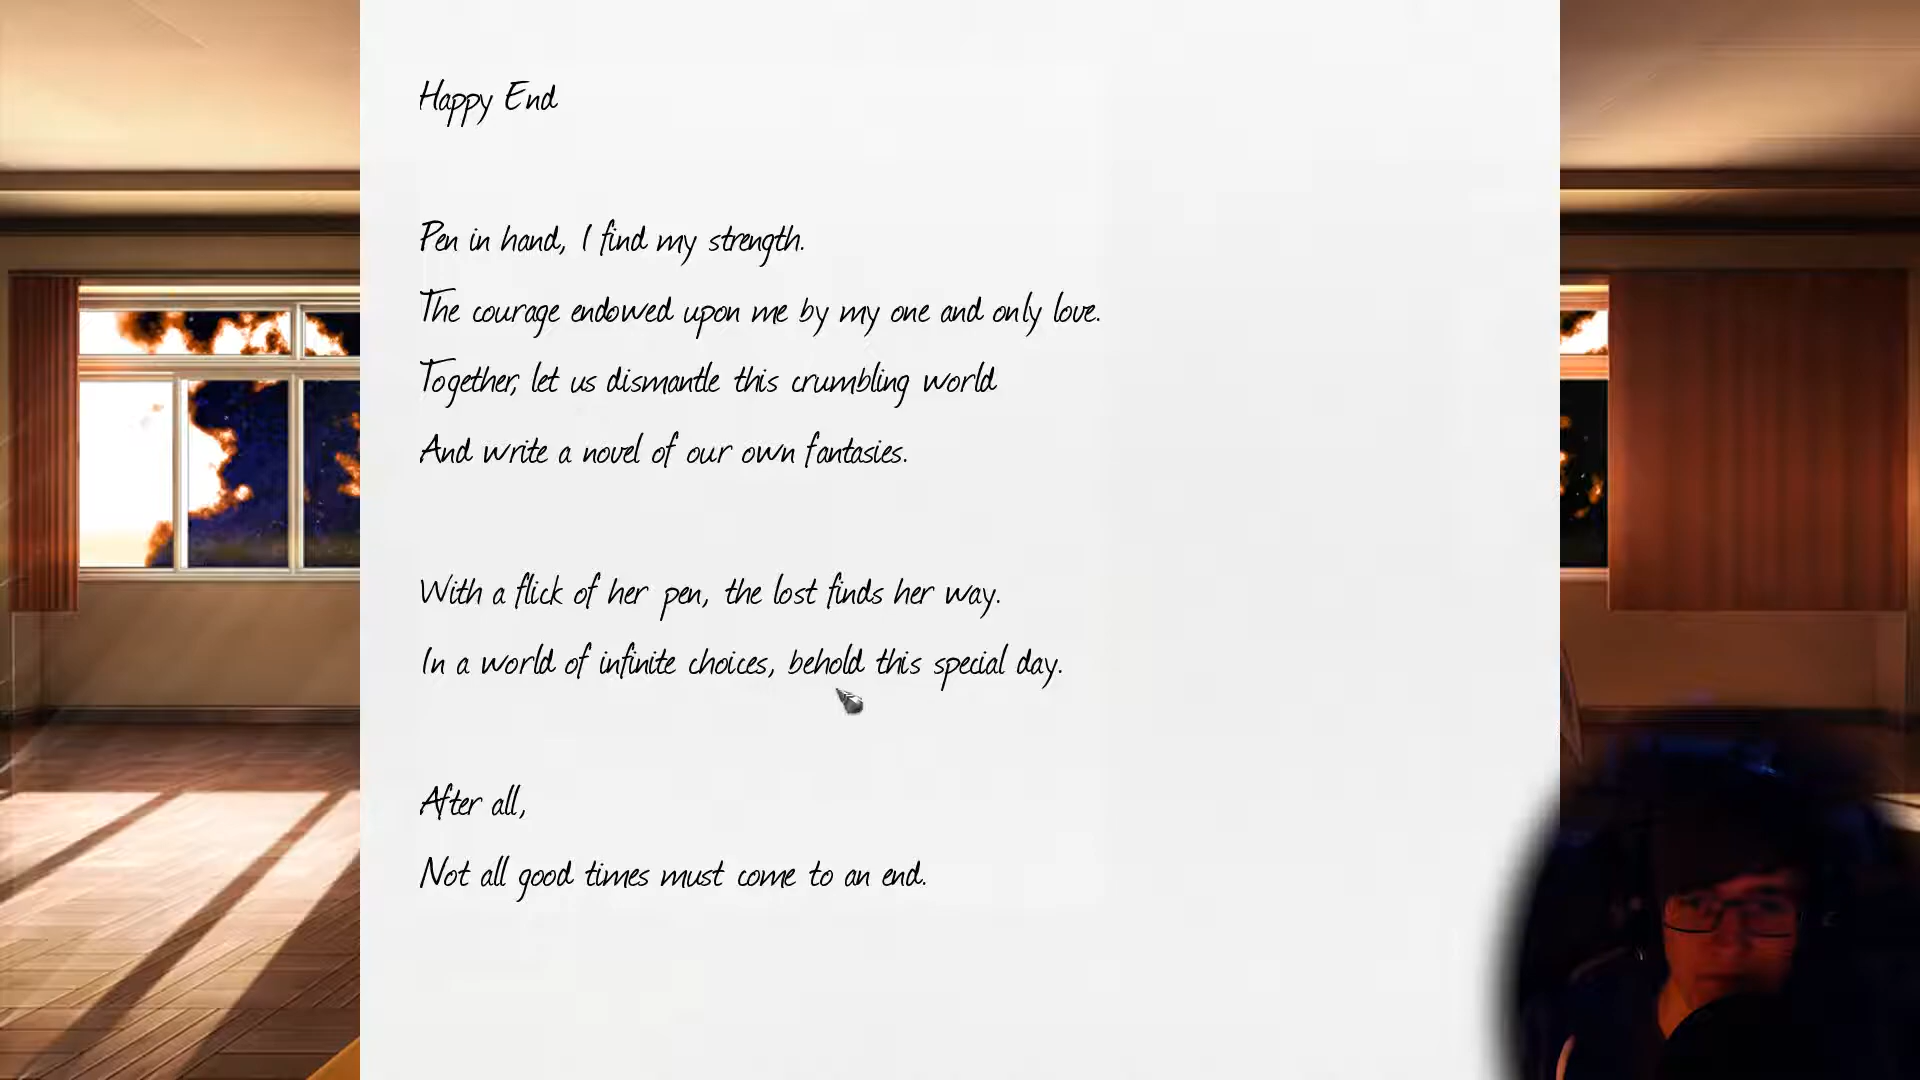 Happy End
Pen in hand, I find my strength.
The courage endowed upon me by my one and only love.
Together, let us dismantle this crumbling world
And write a novel of our own fantasies.
With a flick of her pen, the lost finds her way.
In a world of infinite choices, behold this special day.
After all,
Not all good times must come to an end.